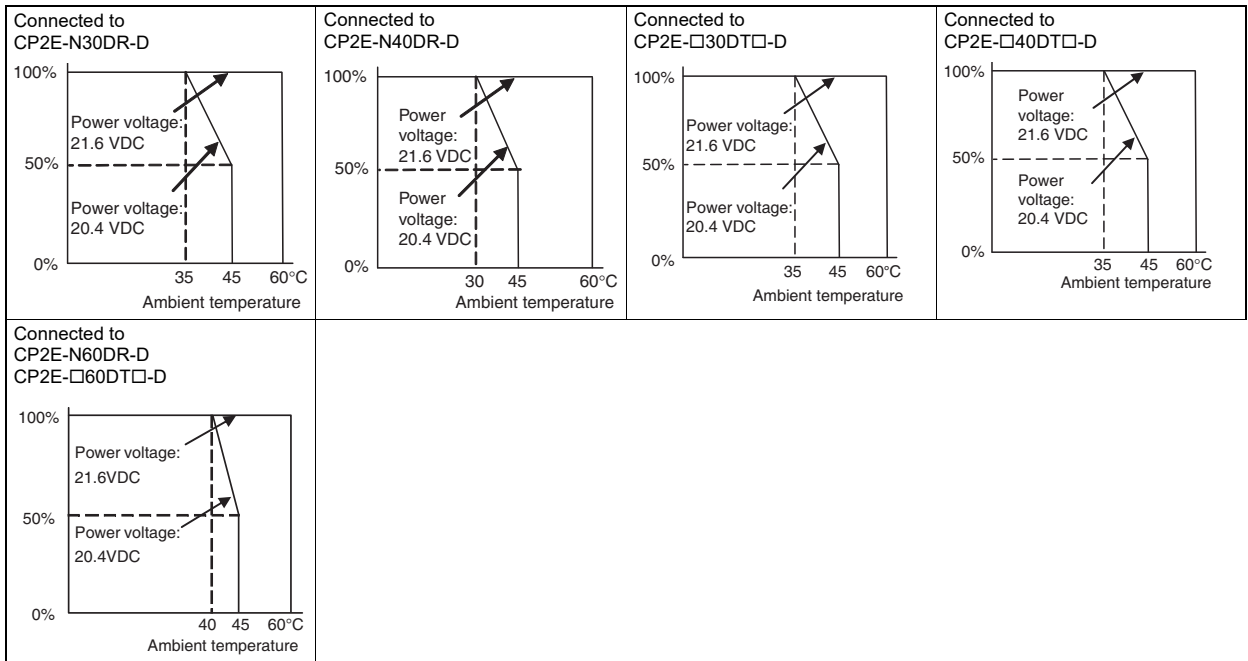 Connected to
CP2E-N30DR-D
100%
Power voltage:
21.6 VDC
50%
Power voltage:
20.4 VDC
0%
35 45 60°C
Ambient temperature
Connected to
CP2E-N40DR-D
100%
Power
voltage:
21.6 VDC
50%
Power
voltage:
20.4 VDC
0%
30 45 60°C
Ambient temperature
Connected to
CP2E-□30DT□-D
100%
Power voltage:
21.6 VDC
50%
Power voltage:
20.4 VDC
0%
35 45 60°C
Ambient temperature
Connected to
CP2E-□40DT□-D
100%
Power
voltage:
21.6 VDC
50%
Power
voltage:
20.4 VDC
0%
35 45 60°C
Ambient temperature
Connected to
CP2E-N60DR-D
CP2E-□60DT□-D
100%
Power voltage:
21.6VDC
50%
Power voltage:
20.4VDC
0%
40 45 60°C
Ambient temperature